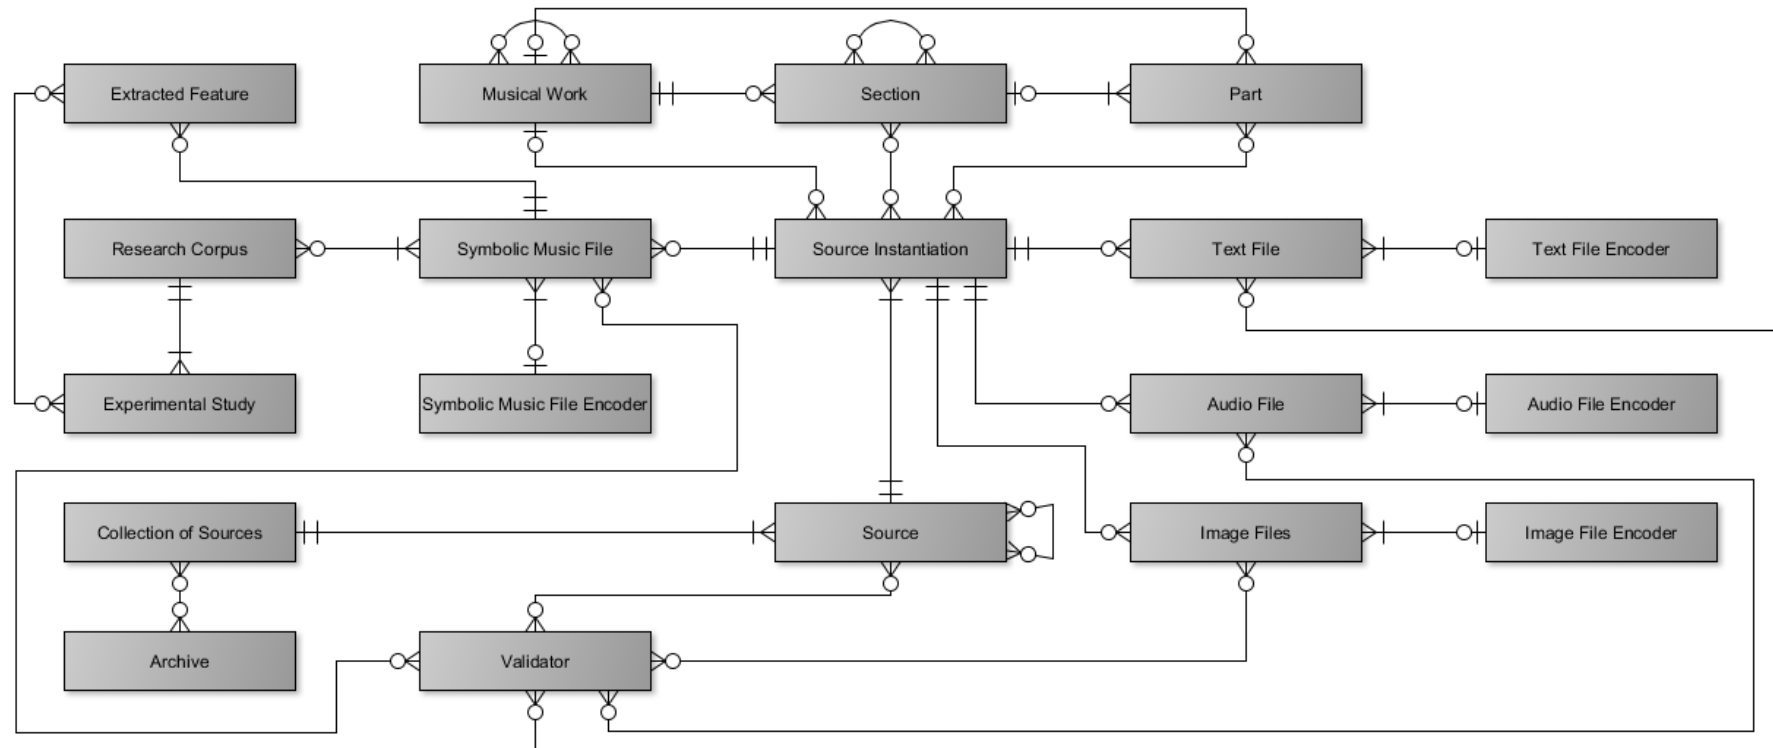 Extracted Feature
Musical Work
Section
Part
Research Corpus
Symbolic Music File
Source Instantiation
Text File
Text File Encoder
Experimental Study
Symbolic Music File Encoder
Audio File
Audio File Encoder
Collection of Sources
Source
Image Files
Image File Encoder
Archive
Validator